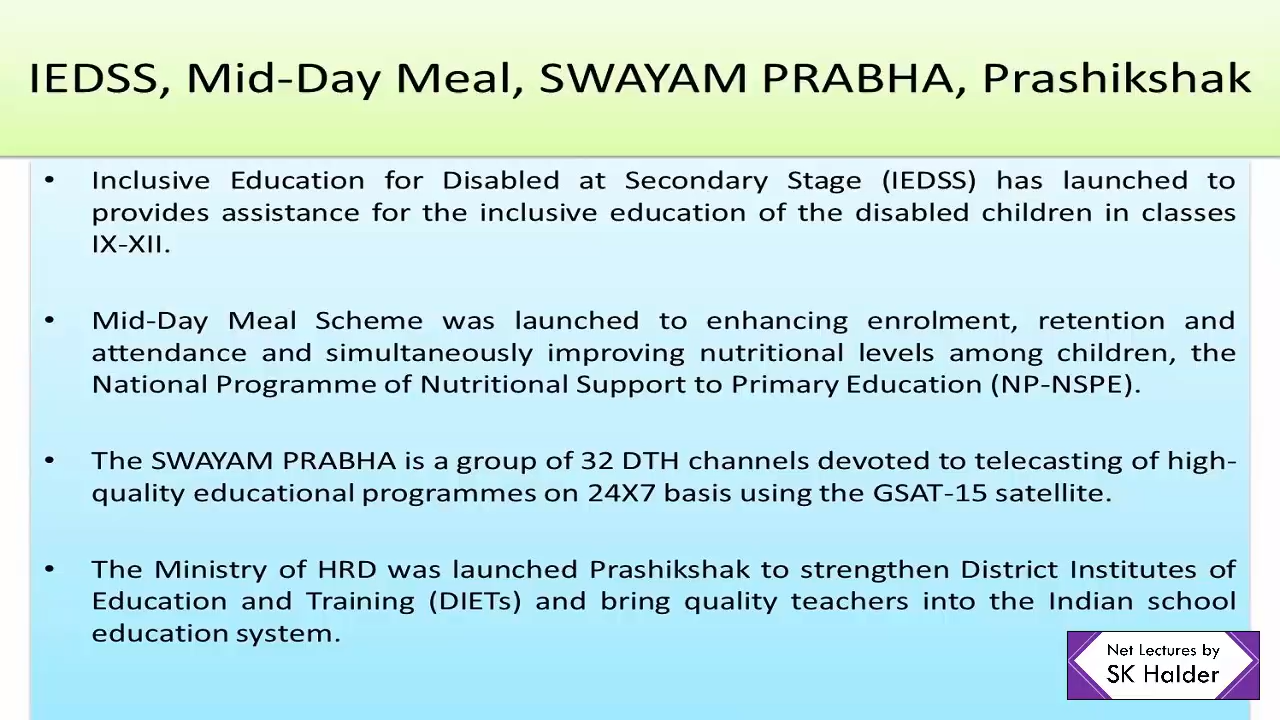 IEDSS, Mid-Day Meal, SWAYAM PRABHA, Prashikshak
• Inclusive Education for Disabled at Secondary Stage (IEDSS) has launched to
provides assistance for the inclusive education of the disabled children in classes
IX-XII.
• Mid-Day Meal Scheme was launched to enhancing enrolment, retention and
attendance and simultaneously improving nutritional levels among children, the
National Programme of Nutritional Support to Primary Education (NP-NSPE).
• The SWAYAM PRABHA is a group of 32 DTH channels devoted to telecasting of high-
quality educational programmes on 24X7 basis using the GSAT-15 satellite.
• The Ministry of HRD was launched Prashikshak to strengthen District Institutes of
Education and Training (DIETs) and bring quality teachers into the Indian school
education system.
Net Lectures by
SK Halder